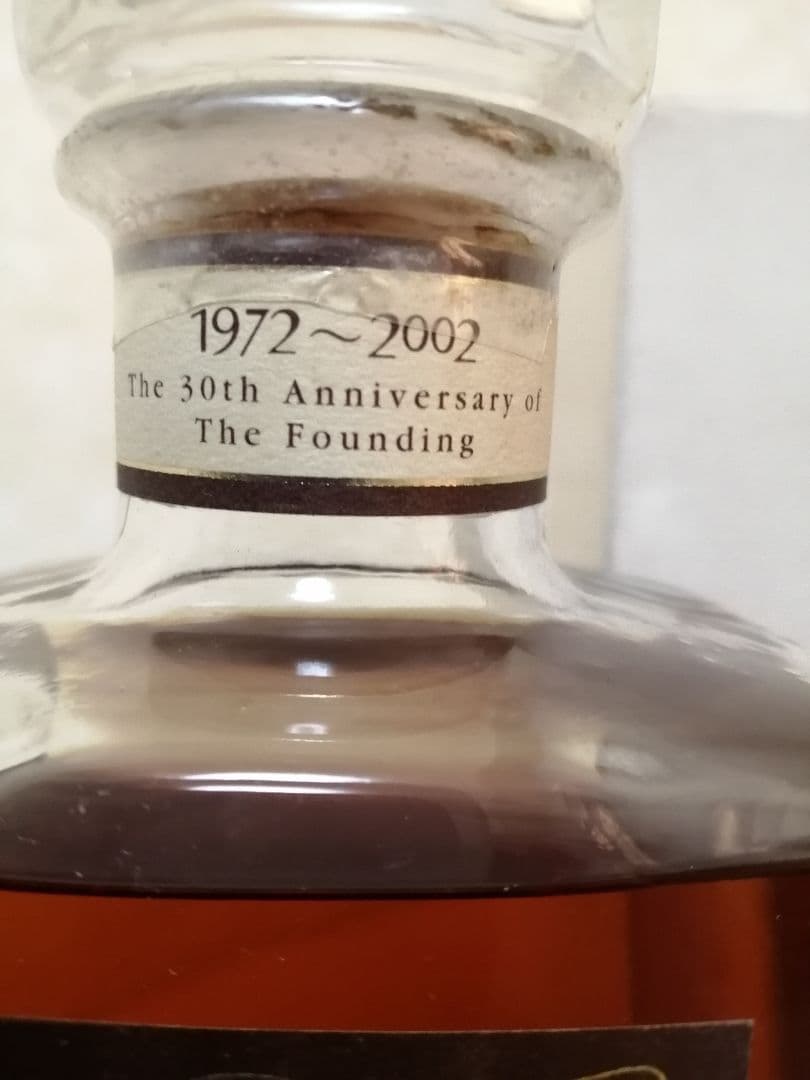 1972~2002
The 30th Anniversary of
The Founding